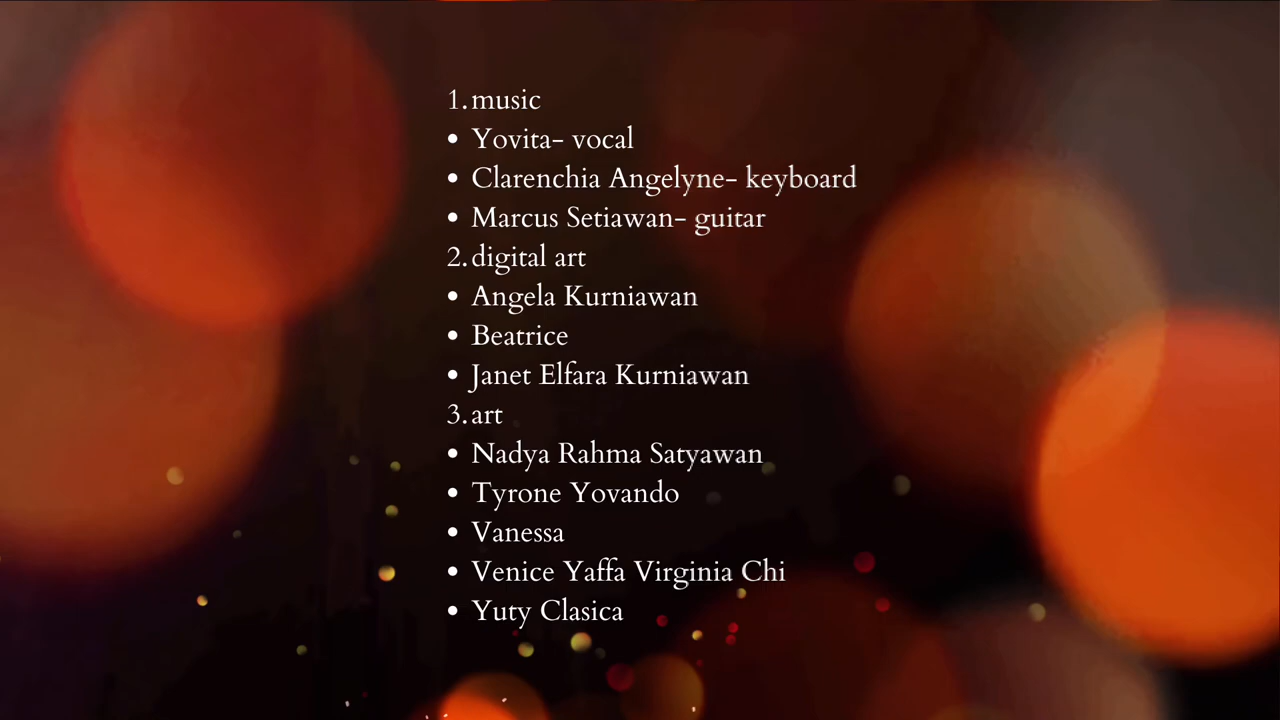 1. music
• Yovita- vocal
• Clarenchia Angelyne- keyboard
• Marcus Setiawan- guitar
2. digital art
• Angela Kurniawan
• Beatrice
• Janet Elfara Kurniawan
3. art
• Nadya Rahma Satyawan
• Tyrone Yovando
• Vanessa
• Venice Yaffa Virginia Chi
• Yuty Clasica